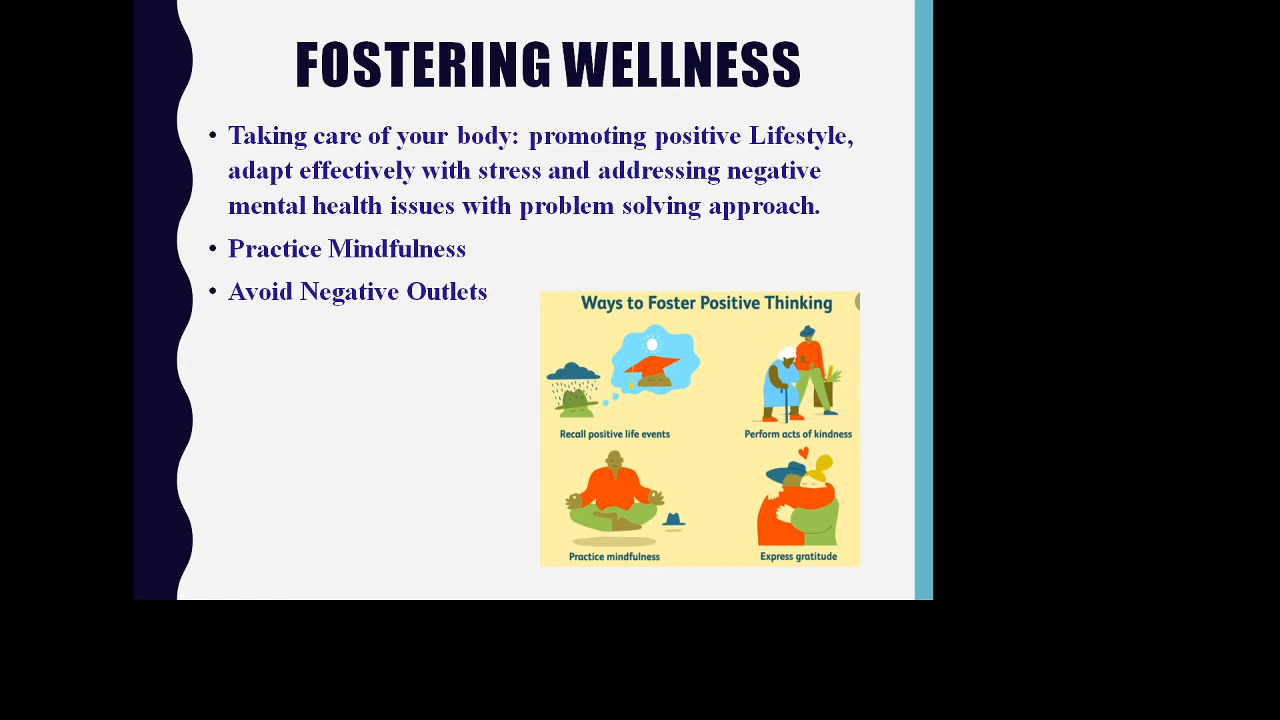 FOSTERING WELLNESS
• Taking care of your body: promoting positive Lifestyle,
adapt effectively with stress and addressing negative
mental health issues with problem solving approach.
• Practice Mindfulness
• Avoid Negative Outlets
Ways to Foster Positive Thinking
Recall positive life events
Perform acts of kindness
Practice mindfulness
Express gratitude